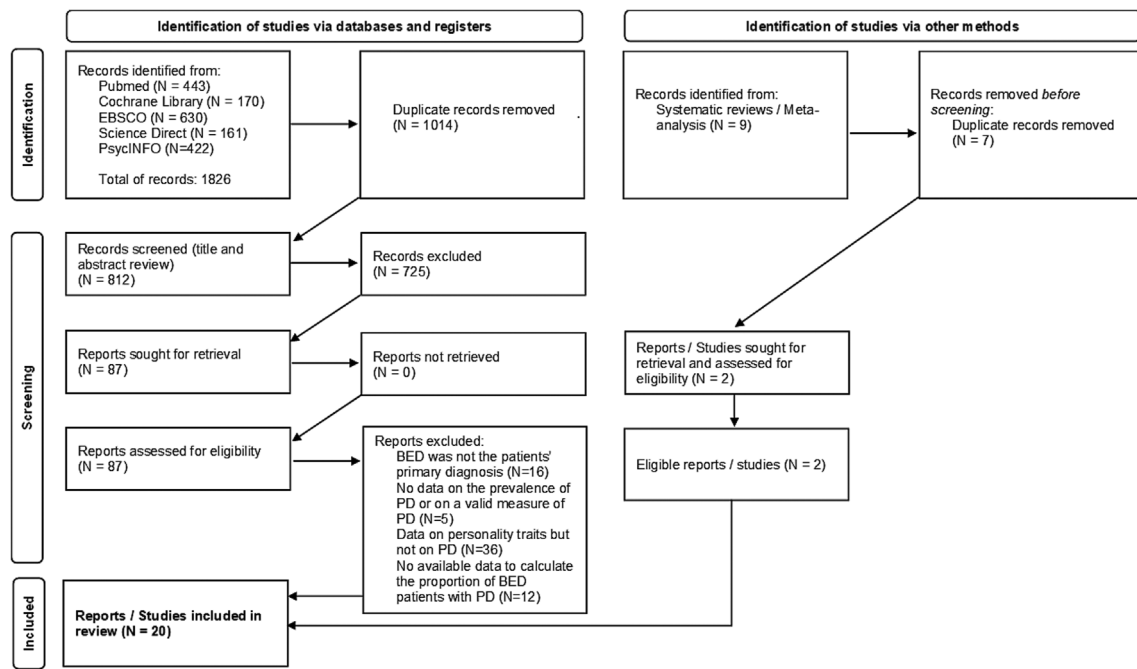 Identification of studies via databases and registers
Identification of studies via other methods
Identification
Records identified from:
Pubmed (N = 443)
Cochrane Library (N = 170)
EBSCO (N = 630)
Science Direct (N = 161)
PsycINFO (N=422)
Total of records: 1826
Duplicate records removed
(N = 1014)
Records identified from:
Systematic reviews / Meta-
analysis (N = 9)
Records removed before
screening:
Duplicate records removed
(N = 7)
Screening
Records screened (title and
abstract review)
(N = 812)
Records excluded
(N = 725)
Reports sought for retrieval
(N = 87)
Reports not retrieved
(N = 0)
Reports / Studies sought for
retrieval and assessed for
eligibility (N = 2)
Reports assessed for eligibility
(N = 87)
Reports excluded:
BED was not the patients'
primary diagnosis (N=16)
No data on the prevalence of
PD or on a valid measure of
PD (N=5)
Data on personality traits but
not on PD (N=36)
No available data to calculate
the proportion of BED
patients with PD (N=12)
Eligible reports / studies (N = 2)
Included
Reports / Studies included in
review (N = 20)